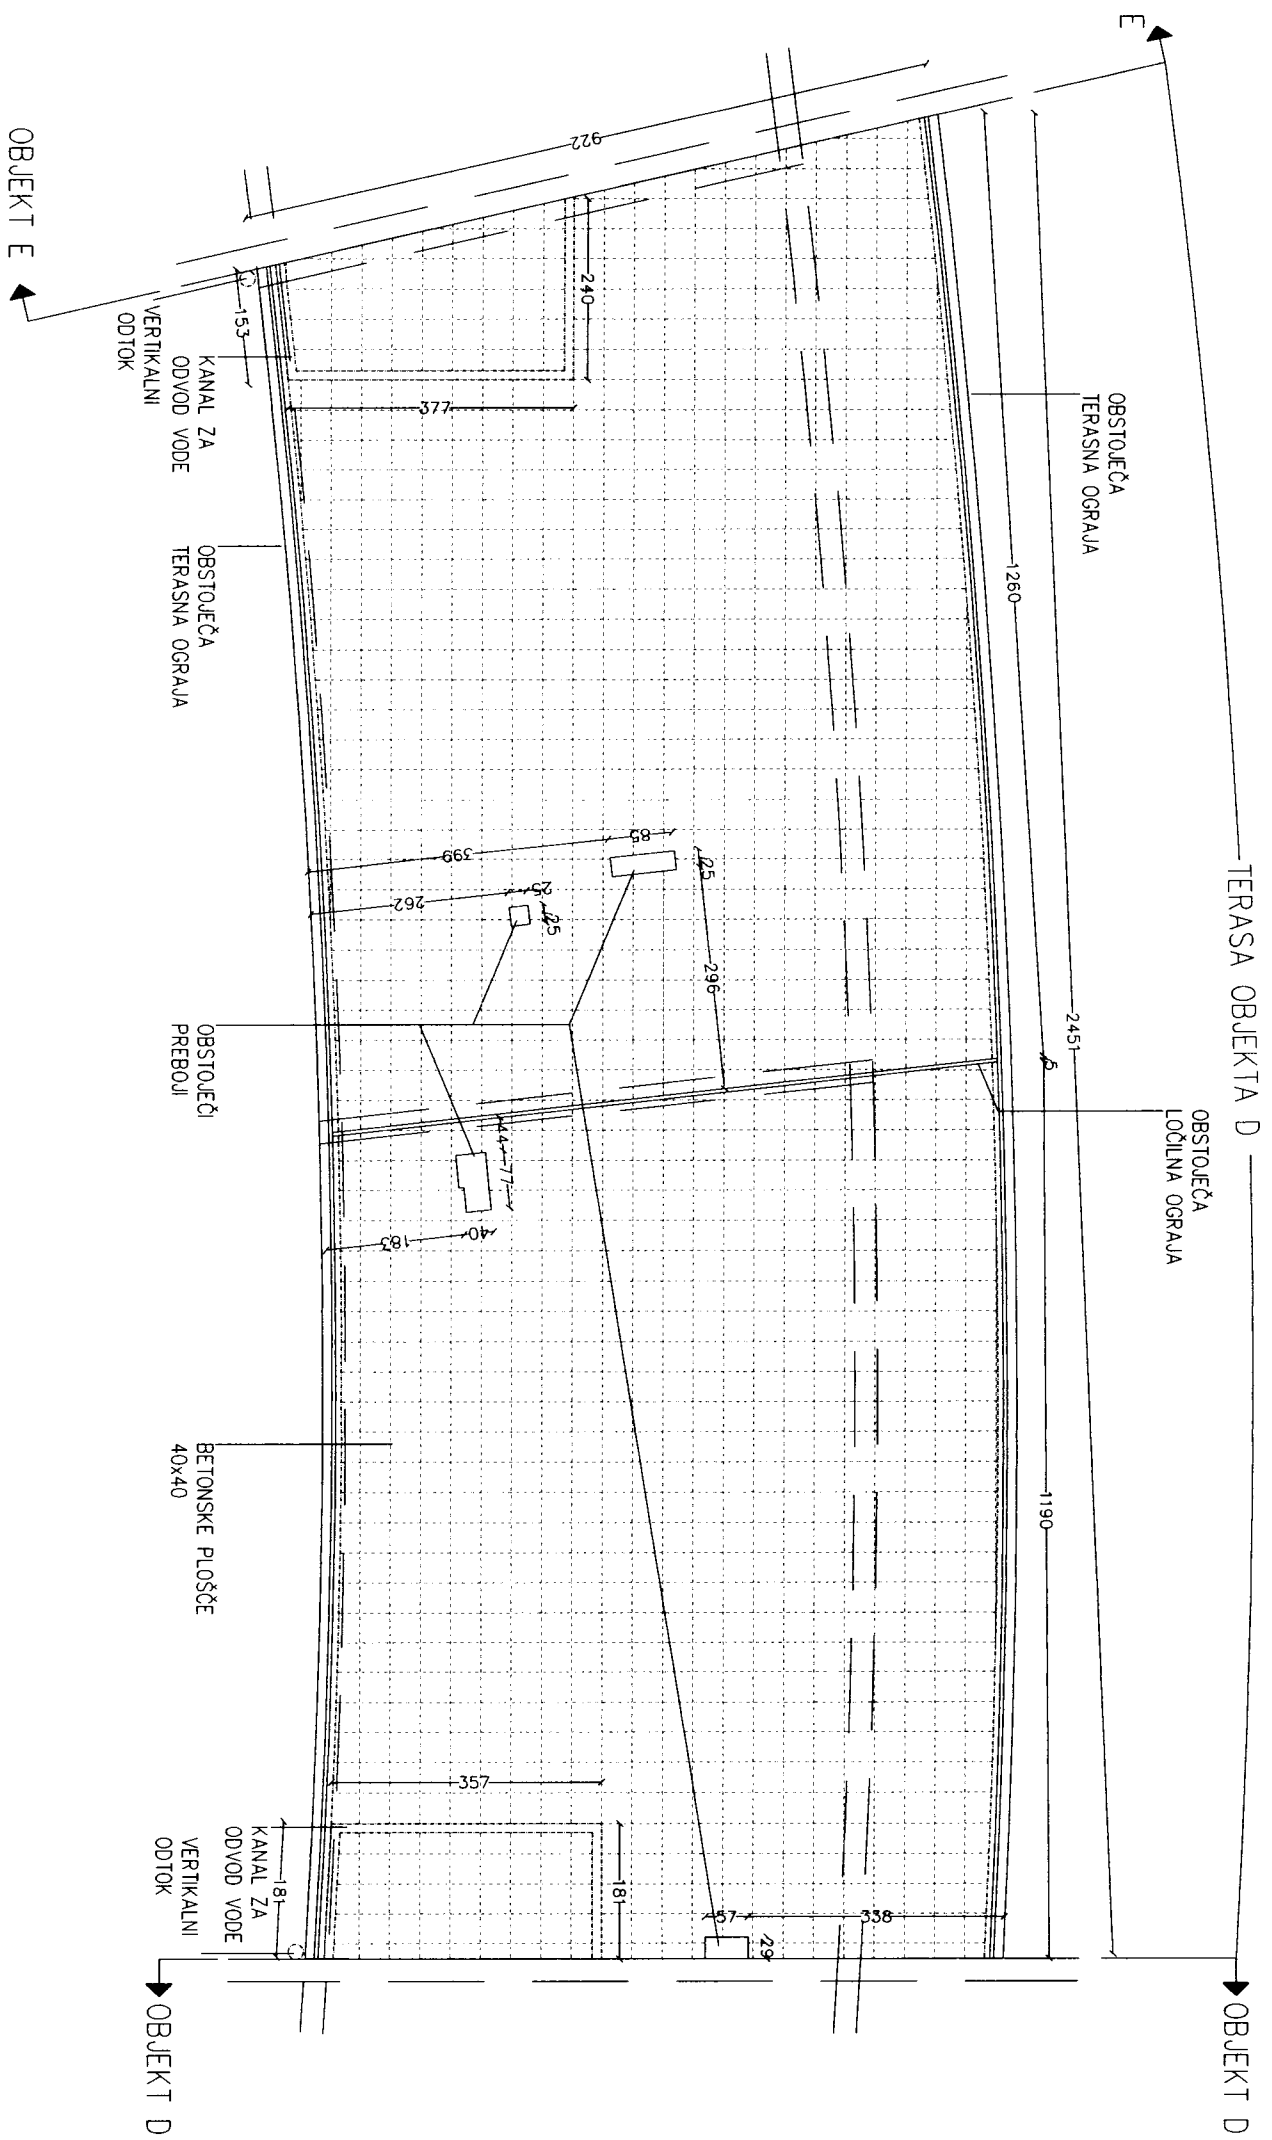 TERASA OBJEKTA D
E
OBJEKT E
OBJEKT D
OBJEKT D
OBSTOJEČA
TERASNA OGRAJA
OBSTOJEČA
LOČILNA OGRAJA
2451
1260
5
1190
922
240
377
153
VERTIKALNI
ODTOK
KANAL ZA
ODVOD VODE
OBSTOJEČA
TERASNA OGRAJA
399
85
25
262
25
25
296
OBSTOJEČI
PREBOJI
44
77
183
40
BETONSKE PLOŠČE
40x40
357
181
181
57
338
29
KANAL ZA
ODVOD VODE
VERTIKALNI
ODTOK